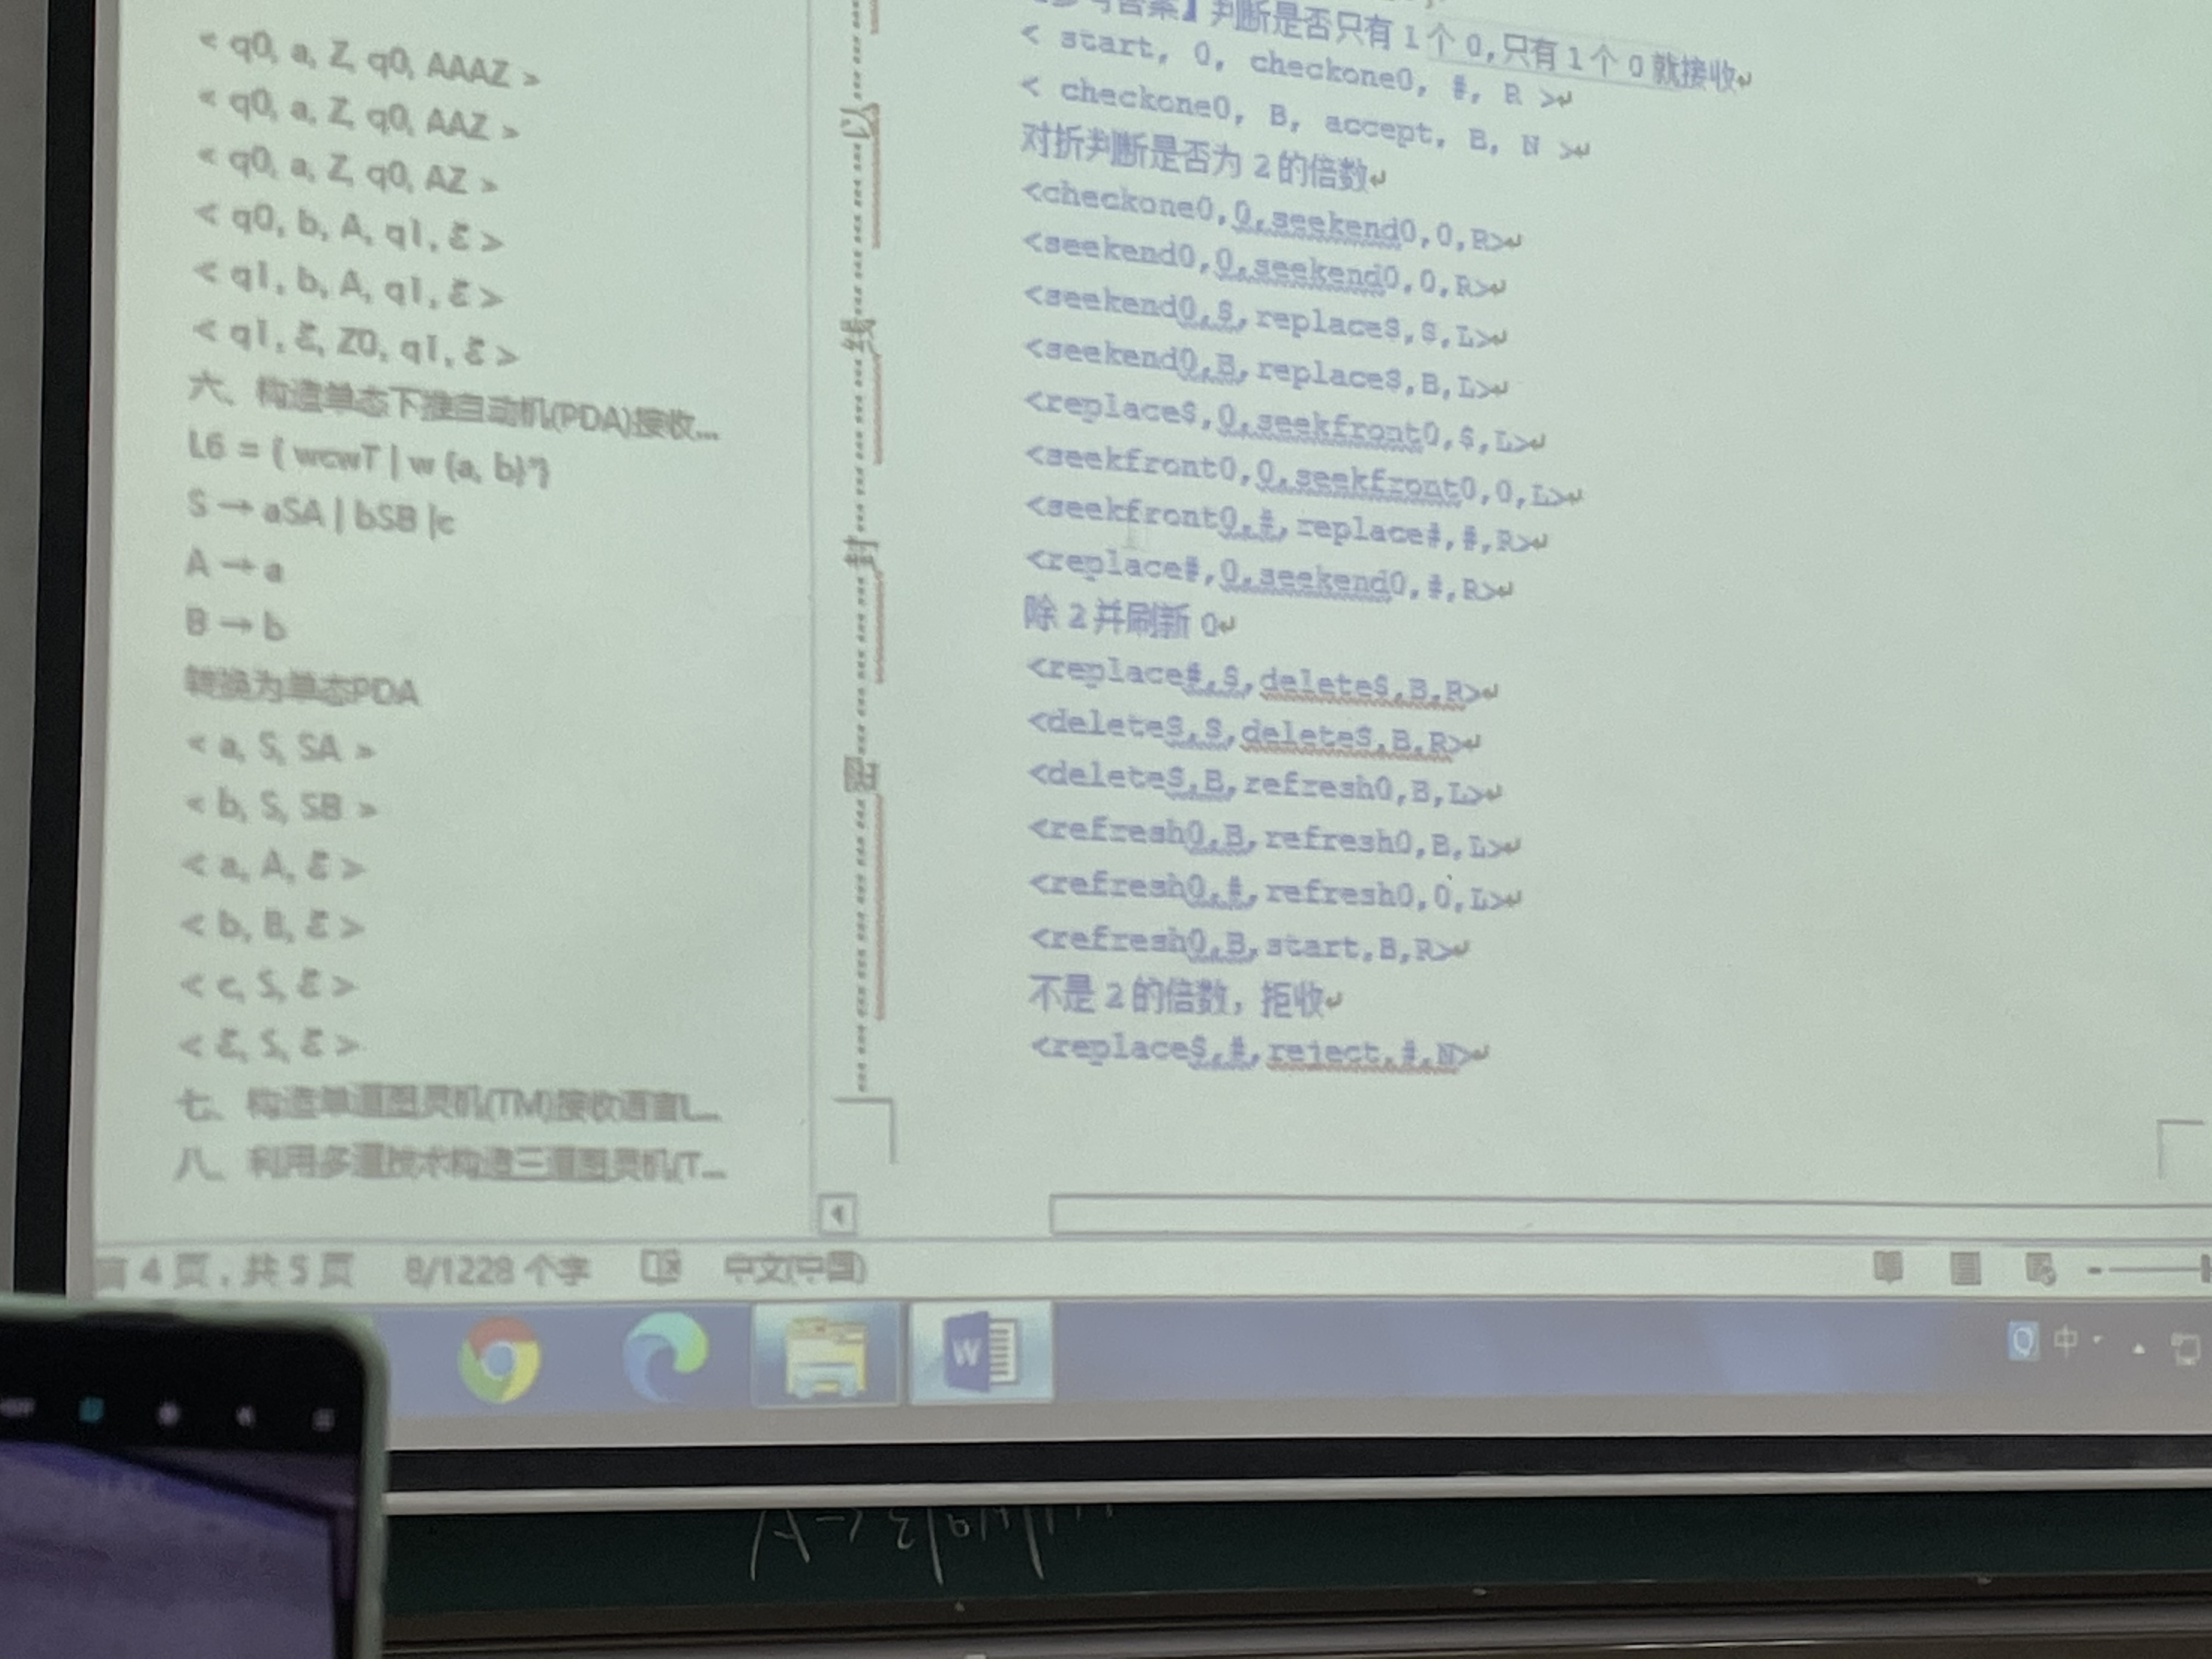 < q0, a, Z, q0, AAAZ >
< q0, a, Z, q0, AAZ >
< q0, a, Z, q0, AZ >
< q0, b, A, q1, ε >
< q1, b, A, q1, ε >
< q1, ε, Z0, q1, ε >
六、构造单态下推自动机(PDA)接收...
L6 = { wcwT | w {a, b}*}
S → aSA | bSB |c
A → a
B → b
转换为单态PDA
< a, S, SA >
< b, S, SB >
< a, A, ε >
< b, B, ε >
< c, S, ε >
< ε, S, ε >
七、构造单道图灵机(TM)接收语言L...
八、利用多道技术构造三道图灵机(T...
参考答案】判断是否只有 1 个 0,只有 1 个 0 就接收
< start, 0, checkone0, #, R >
< checkone0, B, accept, B, N >
对折判断是否为 2 的倍数
<checkone0,0,seekend0,0,R>
<seekend0,0,seekend0,0,R>
<seekend0,$,replace$,$,L>
<seekend0,B,replace$,B,L>
<replace$,0,seekfront0,$,L>
<seekfront0,0,seekfront0,0,L>
<seekfront0,#,replace#,#,R>
<replace#,0,seekend0,#,R>
除 2 并刷新 0
<replace#,$,delete$,B,R>
<delete$,$,delete$,B,R>
<delete$,B,refresh0,B,L>
<refresh0,B,refresh0,B,L>
<refresh0,#,refresh0,0,L>
<refresh0,B,start,B,R>
不是 2 的倍数，拒收
<replace$,#,reject,#,N>
4 页，共 5 页 8/1228 个字 中文(中国)
W
中